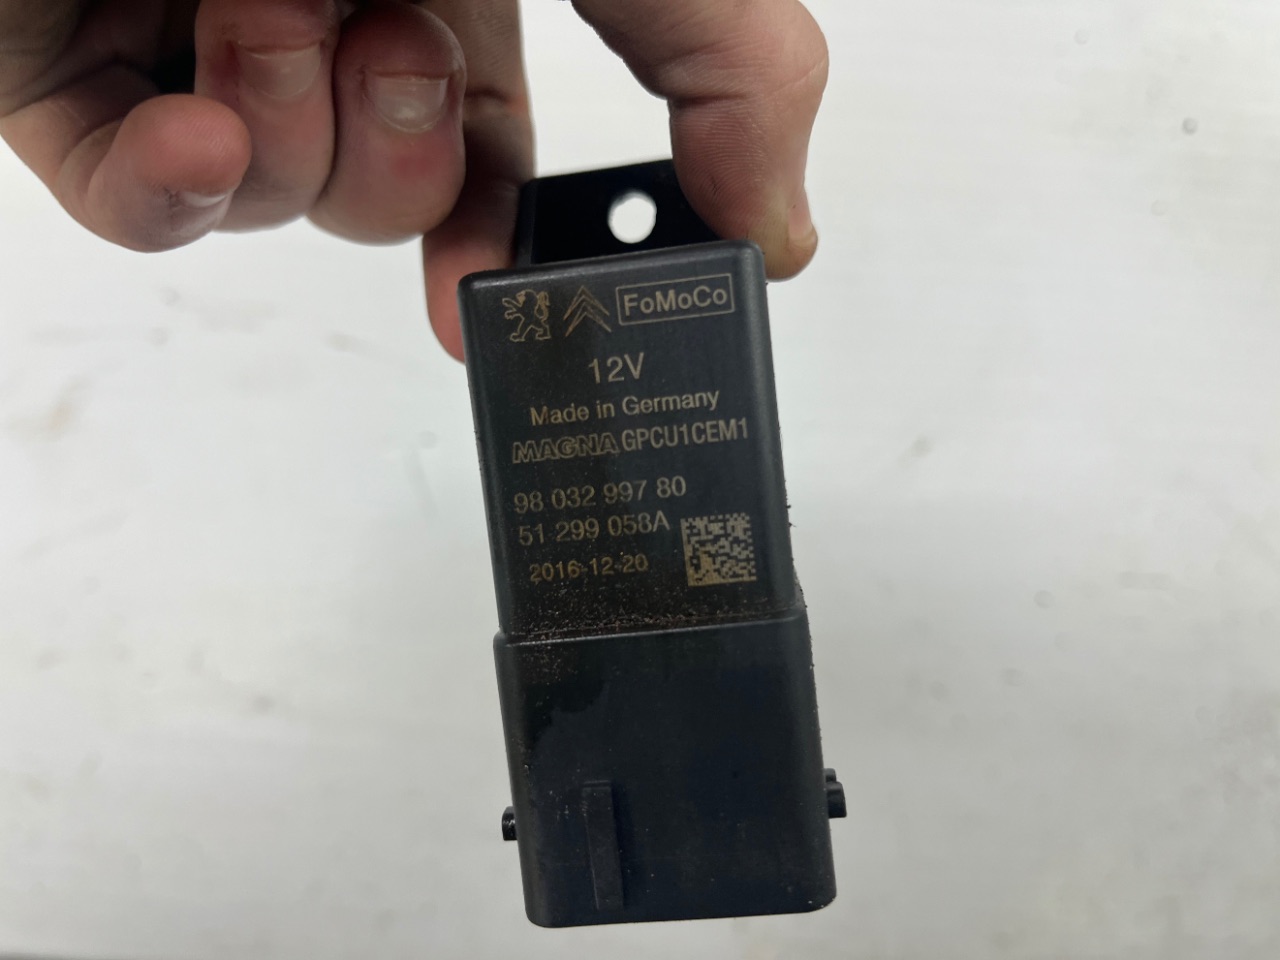 FoMoCo
12V
Made in Germany
MAGNA GPCU1CEM1
98 032 997 80
51 299 058A
2016-12-20